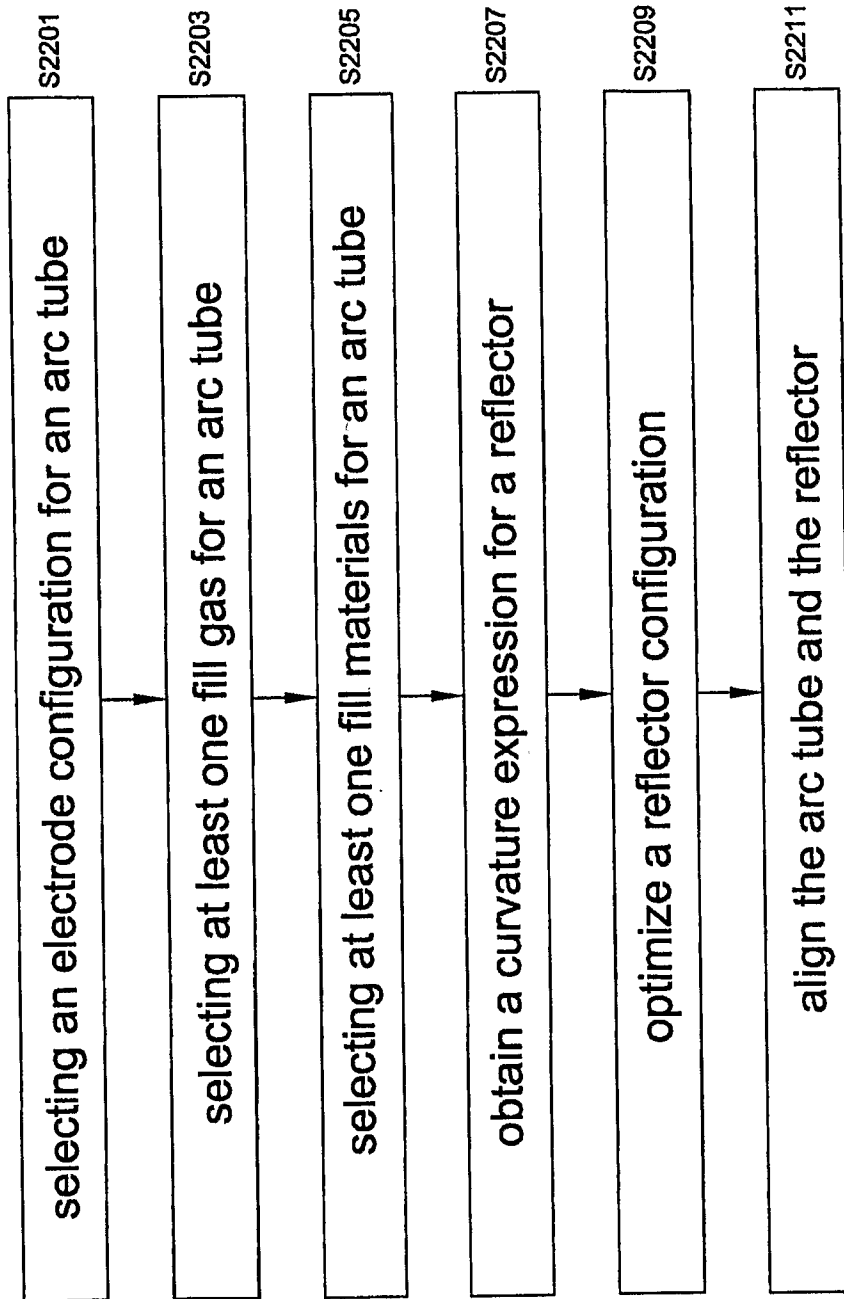 selecting an electrode configuration for an arc tube
S2201
selecting at least one fill gas for an arc tube
S2203
selecting at least one fill materials for an arc tube
S2205
obtain a curvature expression for a reflector
S2207
optimize a reflector configuration
S2209
align the arc tube and the reflector
S2211